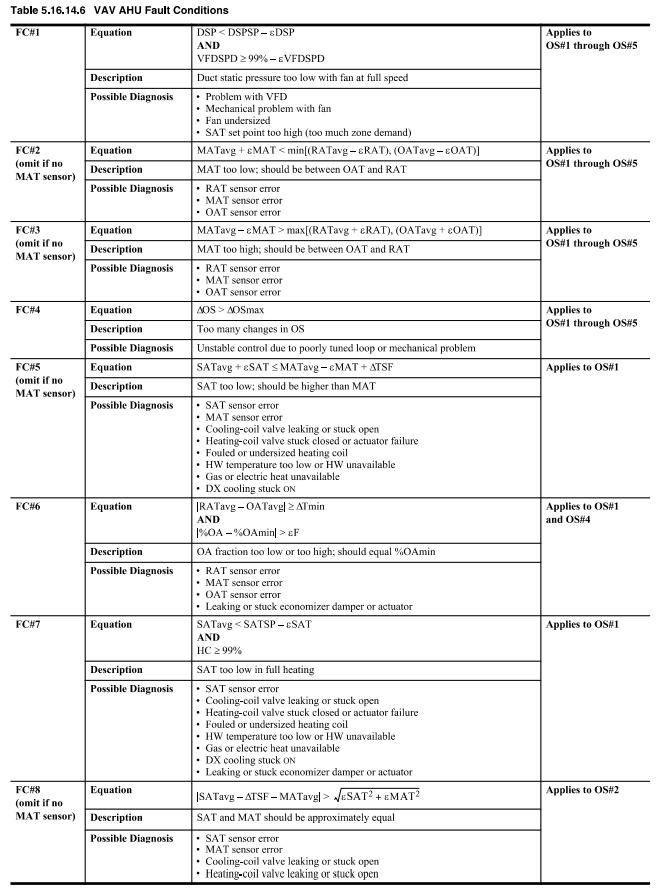 Table 5.16.14.6 VAV AHU Fault Conditions
FC#1
Equation
DSP < DSPSP – εDSP
AND
VFDSPD ≥ 99% – εVFDSPD
Applies to
OS#1 through OS#5
Description
Duct static pressure too low with fan at full speed
Possible Diagnosis
• Problem with VFD
• Mechanical problem with fan
• Fan undersized
• SAT set point too high (too much zone demand)
FC#2
(omit if no
MAT sensor)
Equation
MATavg + εMAT < min[(RATavg – εRAT), (OATavg – εOAT)]
Applies to
OS#1 through OS#5
Description
MAT too low; should be between OAT and RAT
Possible Diagnosis
• RAT sensor error
• MAT sensor error
• OAT sensor error
FC#3
(omit if no
MAT sensor)
Equation
MATavg – εMAT > max[(RATavg + εRAT), (OATavg + εOAT)]
Applies to
OS#1 through OS#5
Description
MAT too high; should be between OAT and RAT
Possible Diagnosis
• RAT sensor error
• MAT sensor error
• OAT sensor error
FC#4
Equation
ΔOS > ΔOSmax
Applies to
OS#1 through OS#5
Description
Too many changes in OS
Possible Diagnosis
Unstable control due to poorly tuned loop or mechanical problem
FC#5
(omit if no
MAT sensor)
Equation
SATavg + εSAT ≤ MATavg – εMAT + ΔTSF
Applies to OS#1
Description
SAT too low; should be higher than MAT
Possible Diagnosis
• SAT sensor error
• MAT sensor error
• Cooling-coil valve leaking or stuck open
• Heating-coil valve stuck closed or actuator failure
• Fouled or undersized heating coil
• HW temperature too low or HW unavailable
• Gas or electric heat unavailable
• DX cooling stuck ON
FC#6
Equation
|RATavg – OATavg| ≥ ΔTmin
AND
|%OA – %OAmin| > εF
Applies to OS#1
and OS#4
Description
OA fraction too low or too high; should equal %OAmin
Possible Diagnosis
• RAT sensor error
• MAT sensor error
• OAT sensor error
• Leaking or stuck economizer damper or actuator
FC#7
Equation
SATavg < SATSP – εSAT
AND
HC ≥ 99%
Applies to OS#1
Description
SAT too low in full heating
Possible Diagnosis
• SAT sensor error
• Cooling-coil valve leaking or stuck open
• Heating-coil valve stuck closed or actuator failure
• Fouled or undersized heating coil
• HW temperature too low or HW unavailable
• Gas or electric heat unavailable
• DX cooling stuck ON
• Leaking or stuck economizer damper or actuator
FC#8
(omit if no
MAT sensor)
Equation
|SATavg – ΔTSF – MATavg| > √εSAT² + εMAT²
Applies to OS#2
Description
SAT and MAT should be approximately equal
Possible Diagnosis
• SAT sensor error
• MAT sensor error
• Cooling-coil valve leaking or stuck open
• Heating-coil valve leaking or stuck open